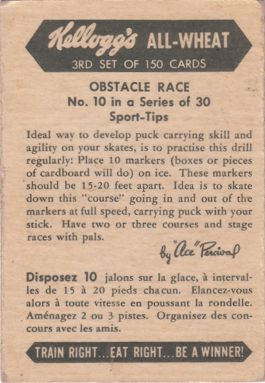 Kellogg's ALL-WHEAT
3RD SET OF 150 CARDS
OBSTACLE RACE
No. 10 in a Series of 30
Sport-Tips
Ideal way to develop puck carrying skill and
agility on your skates, is to practise this drill
regularly: Place 10 markers (boxes or pieces
of cardboard will do) on ice. These markers
should be 15-20 feet apart. Idea is to skate
down this "course" going in and out of the
markers at full speed, carrying puck with your
stick. Have two or three courses and stage
races with pals.
by "Ace" Percival
Disposez 10 jalons sur la glace, à interval-
les de 15 à 20 pieds chacun. Elancez-vous
alors à toute vitesse en poussant la rondelle.
Aménagez 2 ou 3 pistes. Organisez des con-
cours avec les amis.
TRAIN RIGHT...EAT RIGHT...BE A WINNER!